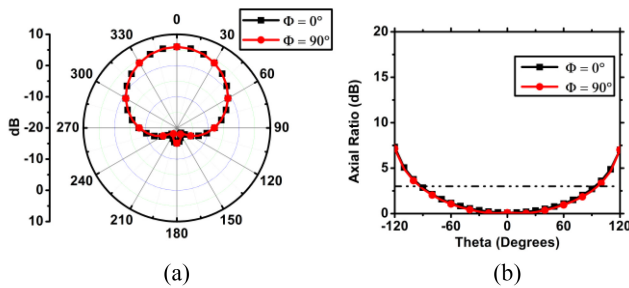 (a)
0
330
30
300
60
270
90
240
120
210
150
180
10
0
-10
-20
-10
0
10
dB
Φ = 0°
Φ = 90°
(b)
20
15
10
5
0
Axial Ratio (dB)
Φ = 0°
Φ = 90°
-120
-60
0
60
120
Theta (Degrees)
(a)
(b)